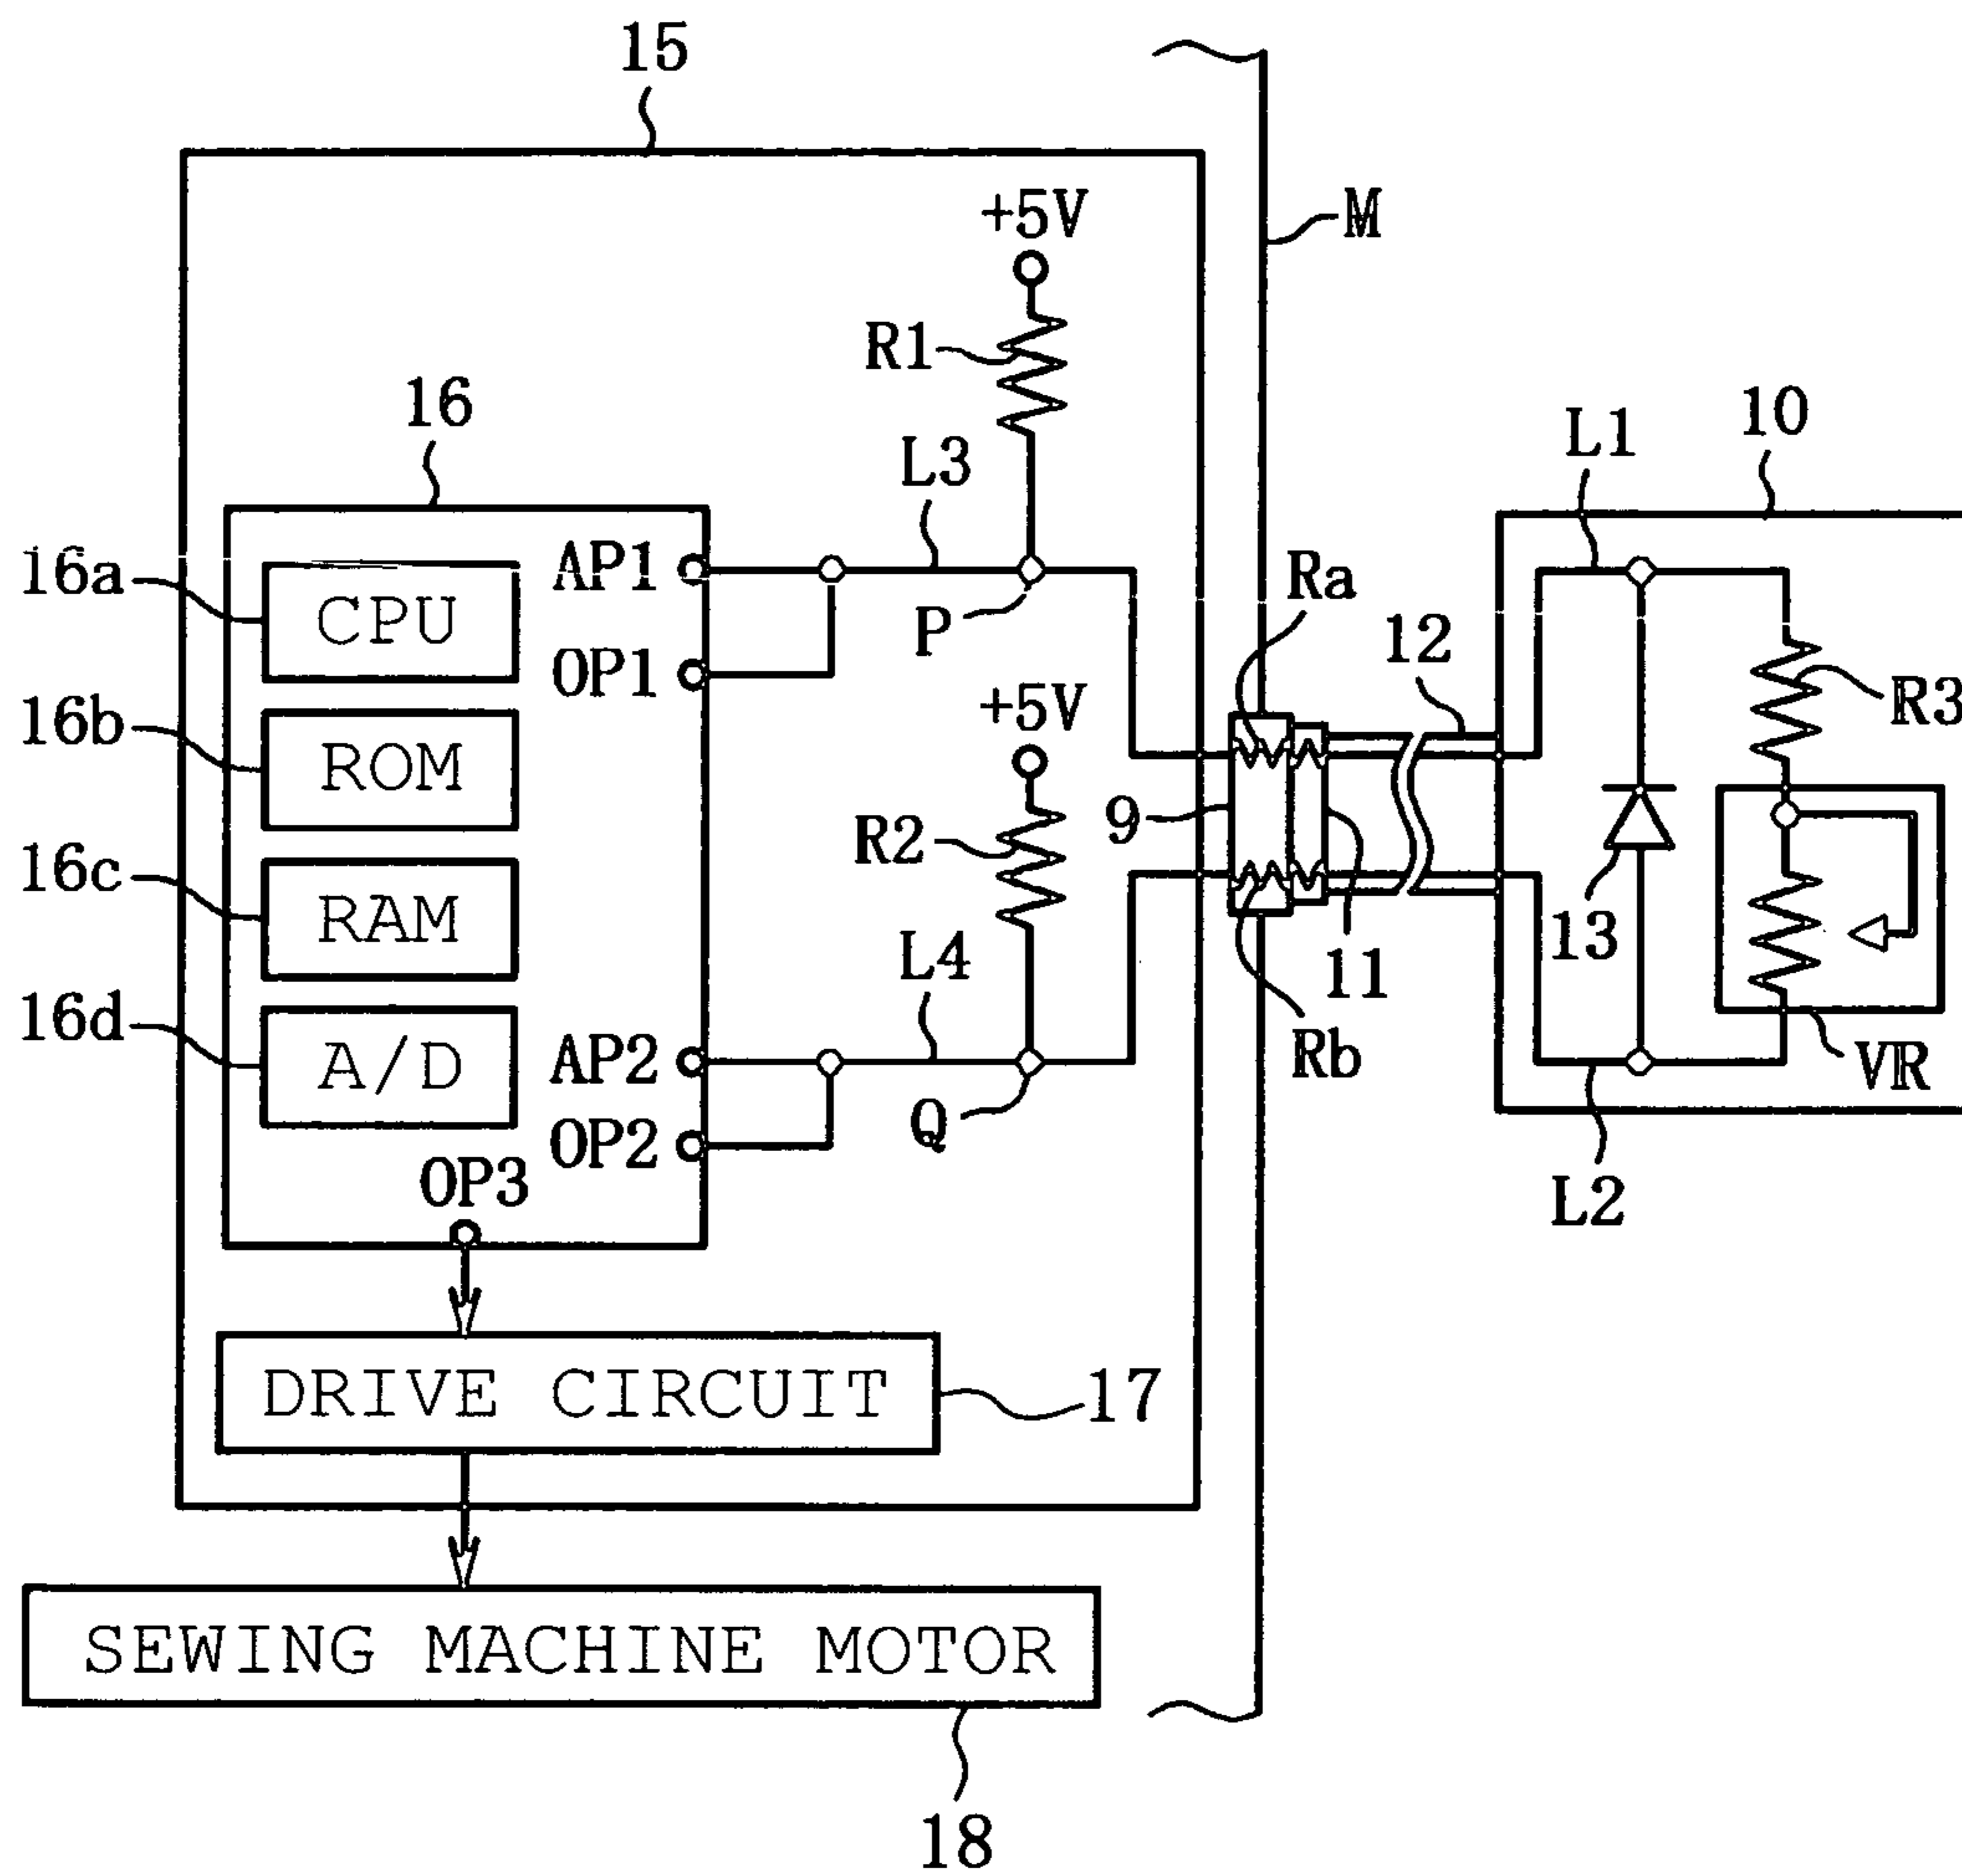 15
+5V
M
R1
16
L3
L1
10
AP1
16a
CPU
P
Ra
12
OP1
R3
16b
ROM
+5V
9
R2
16c
RAM
13
11
L4
16d
A/D
AP2
Rb
VR
Q
OP2
OP3
L2
DRIVE CIRCUIT
17
SEWING MACHINE MOTOR
18